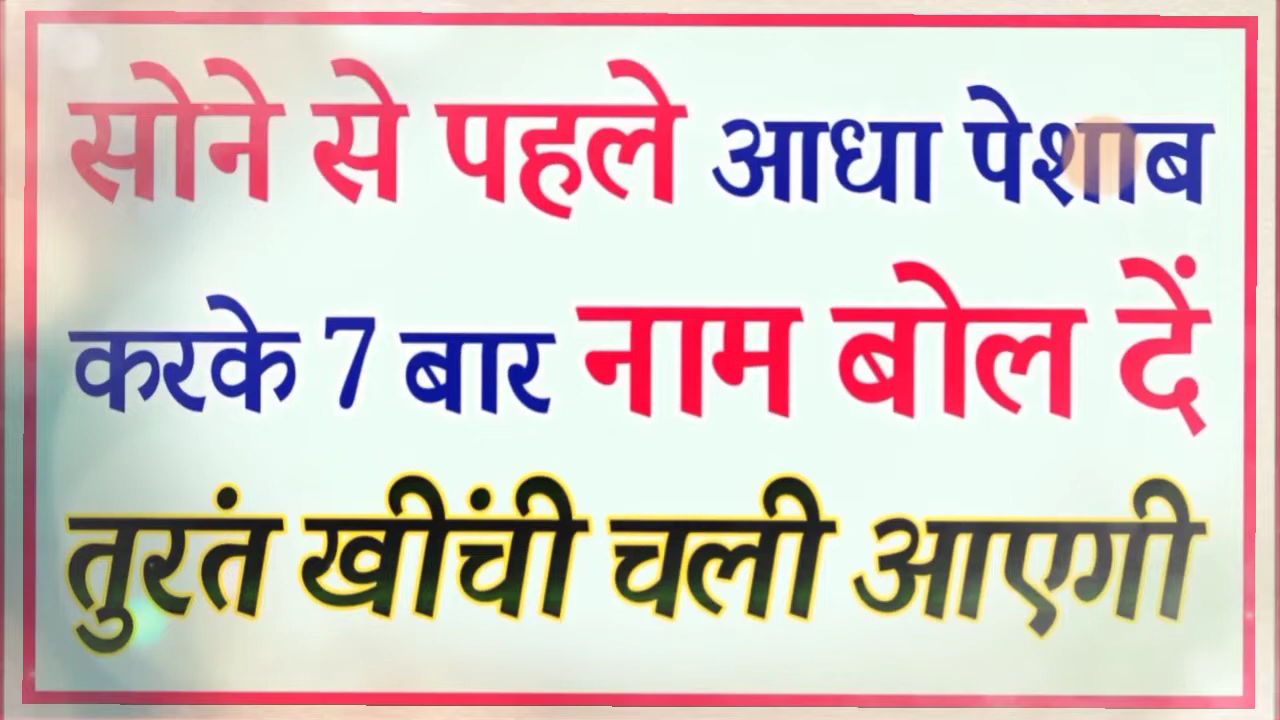 सोने से पहले आधा पेशाब
करके 7 बार नाम बोल दें
तुरंत खींची चली आएगी